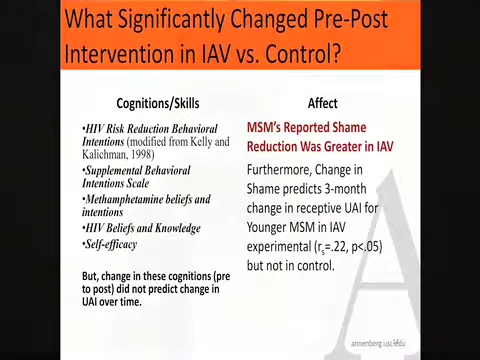 What Significantly Changed Pre-Post
Intervention in IAV vs. Control?
Cognitions/Skills
•HIV Risk Reduction Behavioral
Intentions (modified from Kelly and
Kalichman, 1998)
•Supplemental Behavioral
Intentions Scale
•Methamphetamine beliefs and
intentions
•HIV Beliefs and Knowledge
•Self-efficacy
But, change in these cognitions (pre
to post) did not predict change in
UAI over time.
Affect
MSM's Reported Shame
Reduction Was Greater in IAV
Furthermore, Change in
Shame predicts 3-month
change in receptive UAI for
Younger MSM in IAV
experimental (rs=.22, p<.05)
but not in control.
A
annenberg.usc.edu